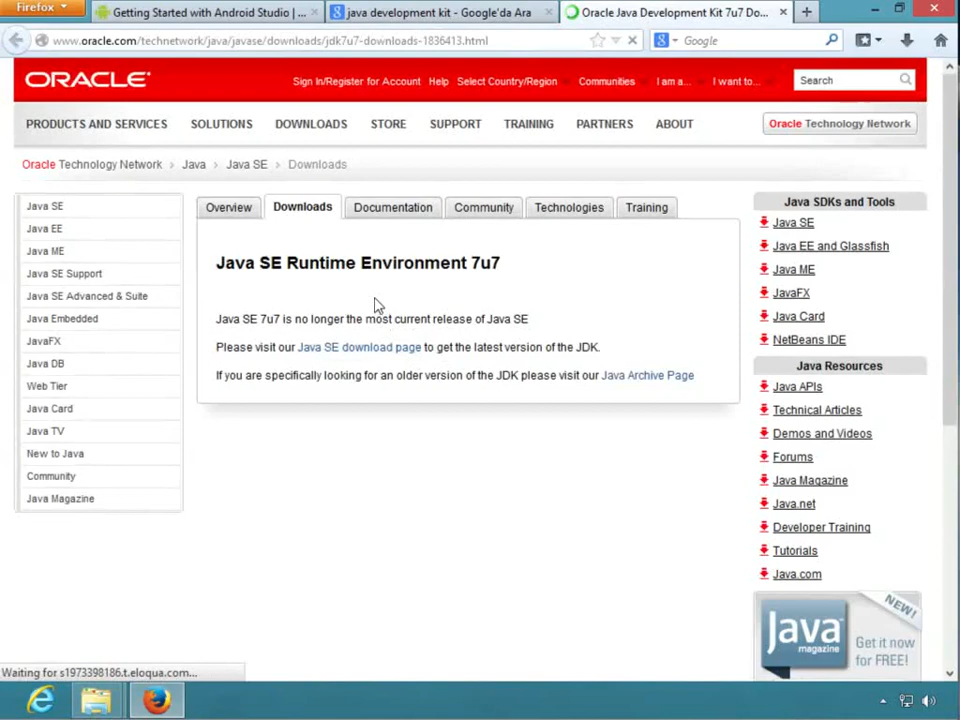 Firefox
Getting Started with Android Studio | ...
java development kit - Google'da Ara
Oracle Java Development Kit 7u7 Do...
www.oracle.com/technetwork/java/javase/downloads/jdk7u7-downloads-1836413.html
Google
ORACLE
Sign In/Register for Account Help Select Country/Region Communities I am a... I want to... Search
PRODUCTS AND SERVICES SOLUTIONS DOWNLOADS STORE SUPPORT TRAINING PARTNERS ABOUT Oracle Technology Network
Oracle Technology Network > Java > Java SE > Downloads
Java SE
Java EE
Java ME
Java SE Support
Java SE Advanced & Suite
Java Embedded
JavaFX
Java DB
Web Tier
Java Card
Java TV
New to Java
Community
Java Magazine
Overview Downloads Documentation Community Technologies Training
Java SE Runtime Environment 7u7
Java SE 7u7 is no longer the most current release of Java SE
Please visit our Java SE download page to get the latest version of the JDK.
If you are specifically looking for an older version of the JDK please visit our Java Archive Page
Java SDKs and Tools
Java SE
Java EE and Glassfish
Java ME
JavaFX
Java Card
NetBeans IDE
Java Resources
Java APIs
Technical Articles
Demos and Videos
Forums
Java Magazine
Java.net
Developer Training
Tutorials
Java.com
NEW!
Java magazine
Get it now
for FREE!
Waiting for s1973398186.t.eloqua.com...